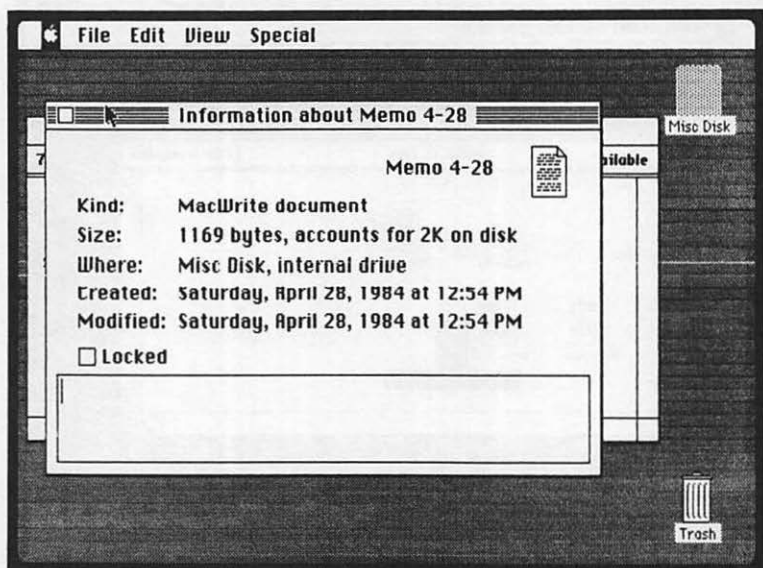 File Edit View Special
Information about Memo 4-28
Misc Disk
7
ailable
Memo 4-28
Kind: MacWrite document
Size: 1169 bytes, accounts for 2K on disk
Where: Misc Disk, internal drive
Created: Saturday, April 28, 1984 at 12:54 PM
Modified: Saturday, April 28, 1984 at 12:54 PM
Locked
Trash